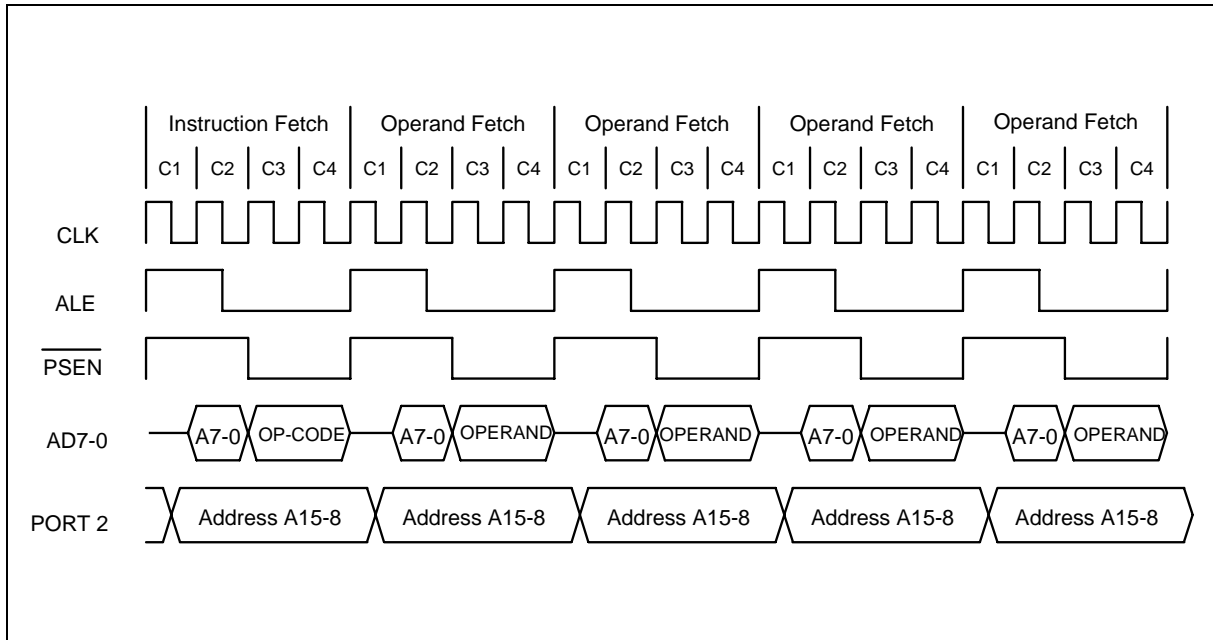 Instruction Fetch Operand Fetch Operand Fetch Operand Fetch Operand Fetch
C1 C2 C3 C4 C1 C2 C3 C4 C1 C2 C3 C4 C1 C2 C3 C4 C1 C2 C3 C4
CLK
ALE
PSEN
AD7-0 A7-0 OP-CODE A7-0 OPERAND A7-0 OPERAND A7-0 OPERAND A7-0 OPERAND
PORT 2 Address A15-8 Address A15-8 Address A15-8 Address A15-8 Address A15-8